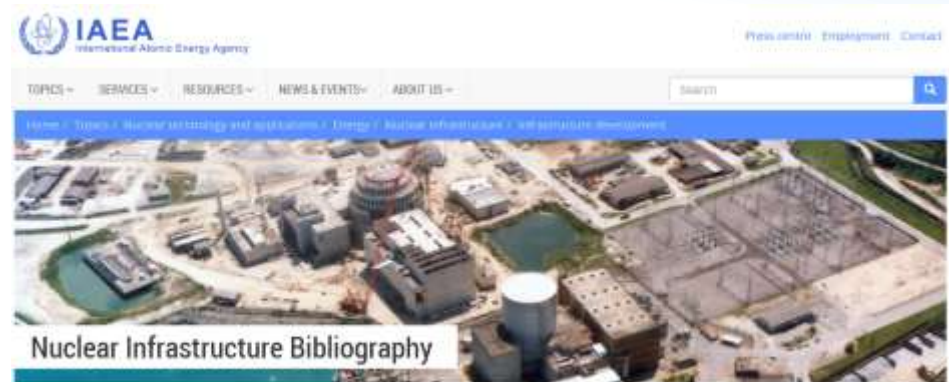 IAEA
International Atomic Energy Agency
Press centre Employment Contact
TOPICS SERVICES RESOURCES NEWS & EVENTS ABOUT US
Search
Home / Topics / Nuclear technology and applications / Energy / Nuclear infrastructure / Infrastructure development
Nuclear Infrastructure Bibliography